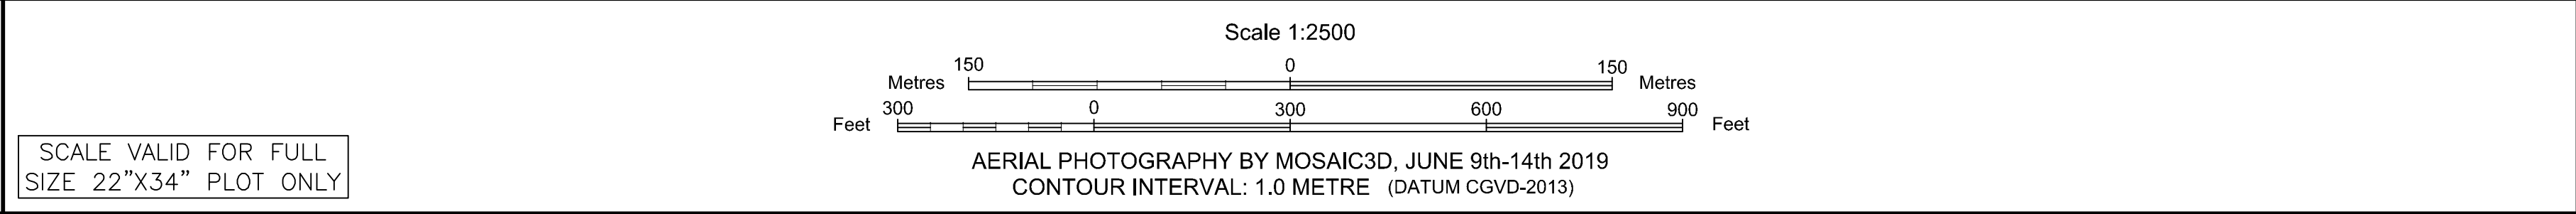 Scale 1:2500
150 0 150
Metres Metres
300 0 300 600 900
Feet Feet
SCALE VALID FOR FULL
SIZE 22”X34” PLOT ONLY
AERIAL PHOTOGRAPHY BY MOSAIC3D, JUNE 9th-14th 2019
CONTOUR INTERVAL: 1.0 METRE (DATUM CGVD-2013)